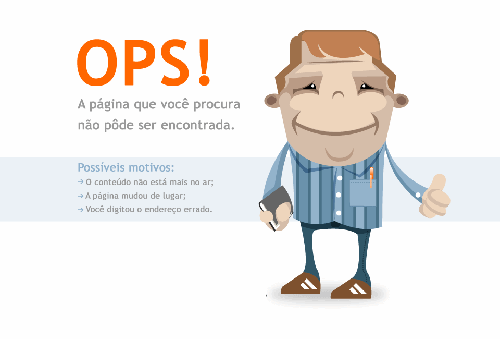 OPS!
A página que você procura
não pôde ser encontrada.
Possíveis motivos:
O conteúdo não está mais no ar;
A página mudou de lugar;
Você digitou o endereço errado.